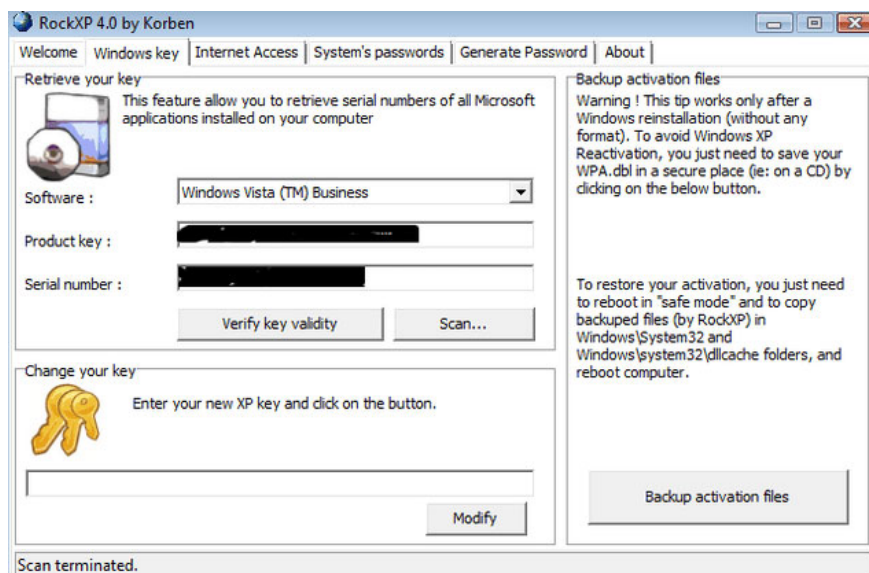 RockXP 4.0 by Korben
Welcome Windows key Internet Access System's passwords Generate Password About
Retrieve your key
This feature allow you to retrieve serial numbers of all Microsoft
applications installed on your computer
Software :
Windows Vista (TM) Business
Product key :
Serial number :
Verify key validity
Scan...
Change your key
Enter your new XP key and click on the button.
Modify
Backup activation files
Warning ! This tip works only after a
Windows reinstallation (without any
format). To avoid Windows XP
Reactivation, you just need to save your
WPA.dbl in a secure place (ie: on a CD) by
clicking on the below button.
To restore your activation, you just need
to reboot in "safe mode" and to copy
backuped files (by RockXP) in
Windows\System32 and
Windows\system32\dllcache folders, and
reboot computer.
Backup activation files
Scan terminated.